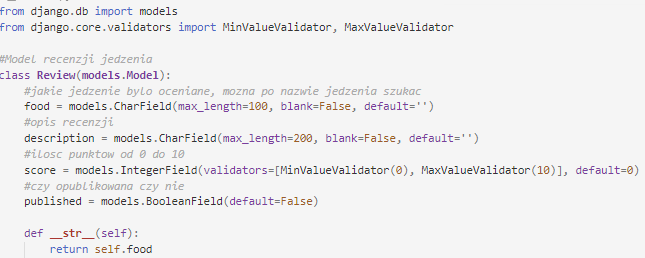 from django.db import models
from django.core.validators import MinValueValidator, MaxValueValidator
#Model recenzji jedzenia
class Review(models.Model):
#jakie jedzenie bylo oceniane, mozna po nazwie jedzenia szukac
food = models.CharField(max_length=100, blank=False, default='')
#opis recenzji
description = models.CharField(max_length=200, blank=False, default='')
#ilosc punktow od 0 do 10
score = models.IntegerField(validators=[MinValueValidator(0), MaxValueValidator(10)], default=0)
#czy opublikowana czy nie
published = models.BooleanField(default=False)
def __str__(self):
return self.food